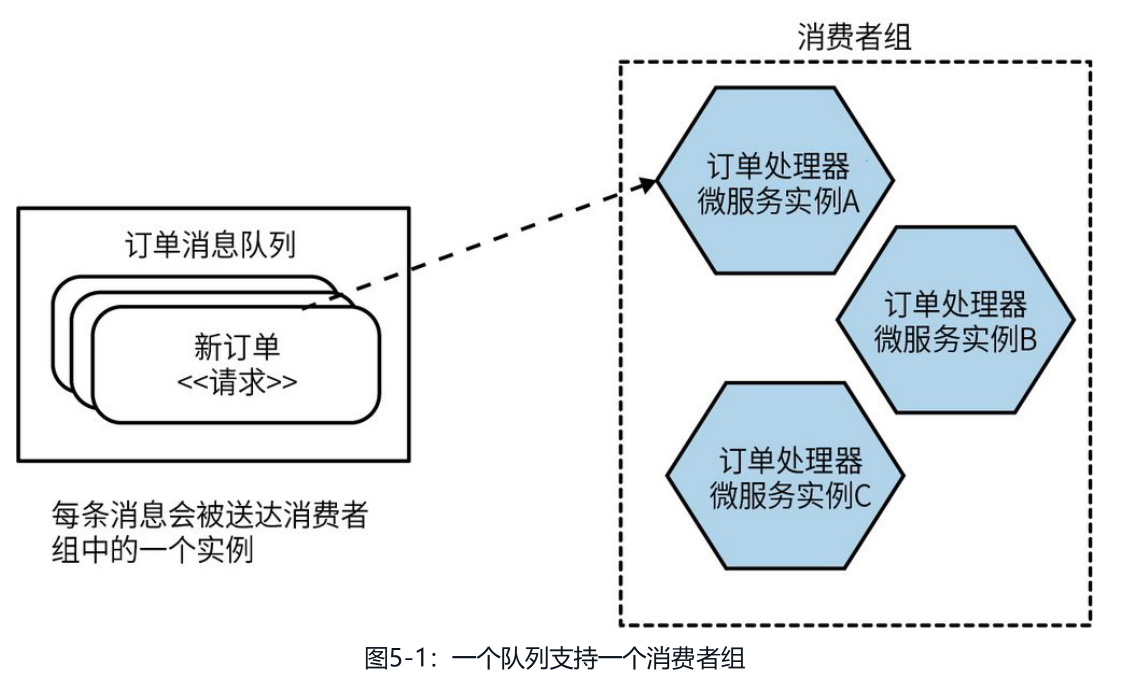 消费者组
订单处理器
微服务实例A
订单消息队列
新订单
<<请求>>
订单处理器
微服务实例B
订单处理器
微服务实例C
每条消息会被送达消费者
组中的一个实例
图5-1：一个队列支持一个消费者组